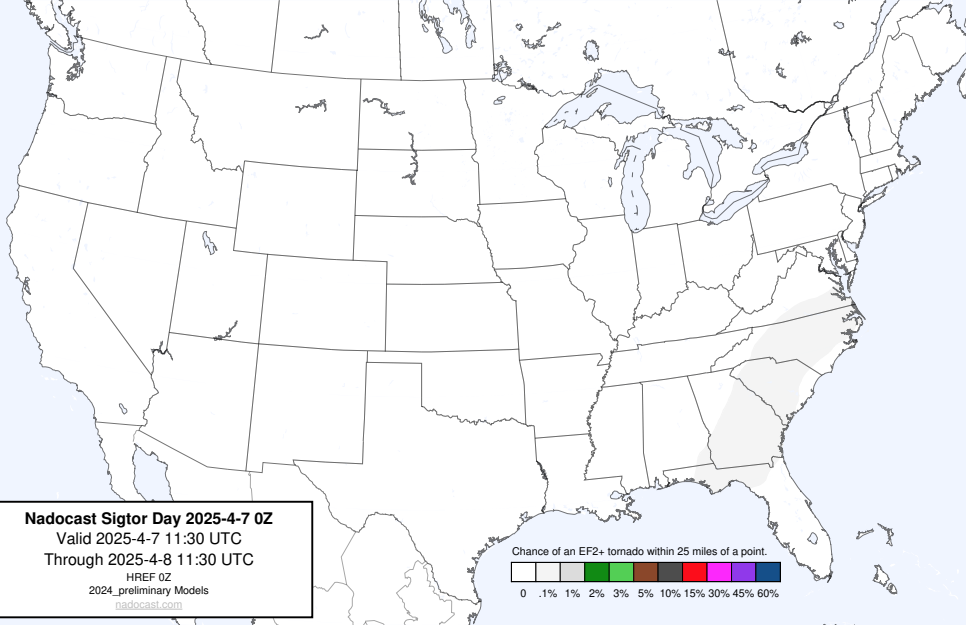 Nadocast Sigtor Day 2025-4-7 0Z
Valid 2025-4-7 11:30 UTC
Through 2025-4-8 11:30 UTC
HREF 0Z
2024_preliminary Models
nadocast.com
Chance of an EF2+ tornado within 25 miles of a point.
0 .1% 1% 2% 3% 5% 10% 15% 30% 45% 60%